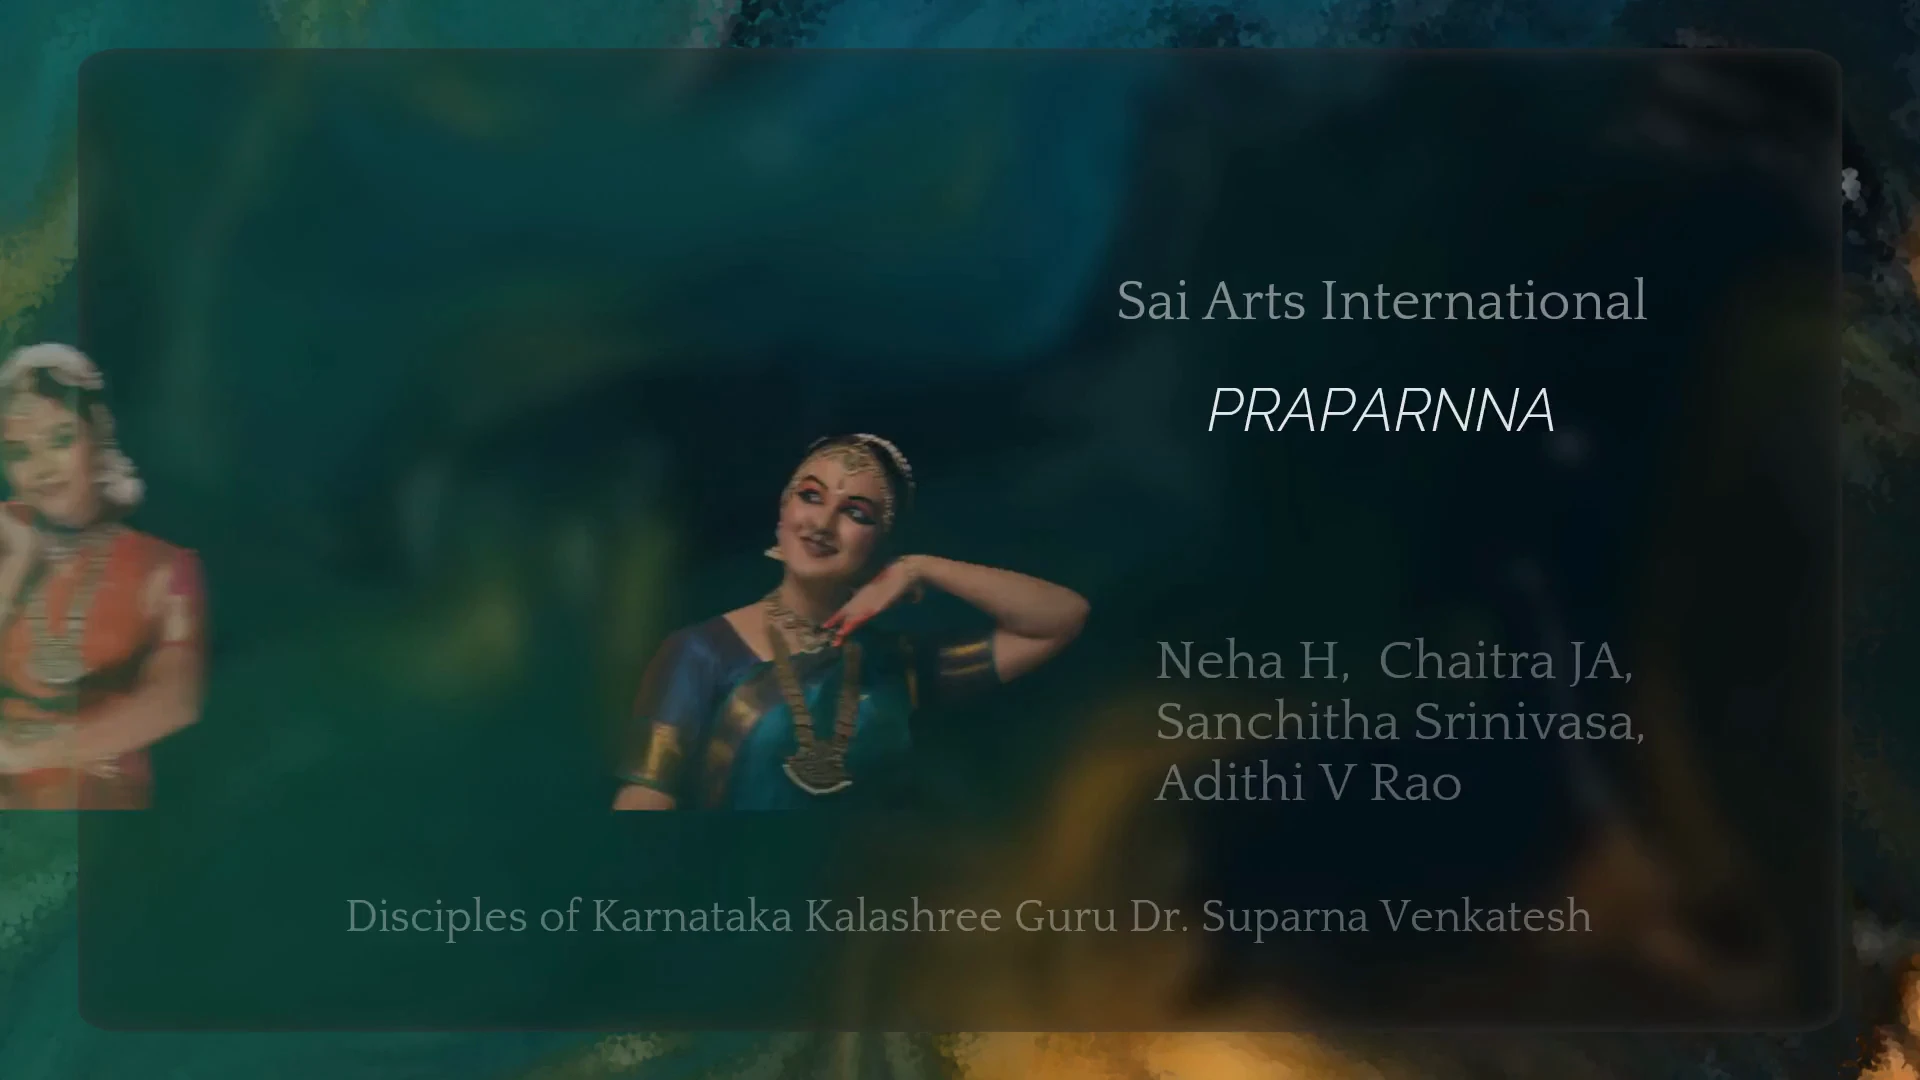 Sai Arts International
PRAPARNNA
Neha H, Chaitra JA,
Sanchitha Srinivasa,
Adithi V Rao
Disciples of Karnataka Kalashree Guru Dr. Suparna Venkatesh